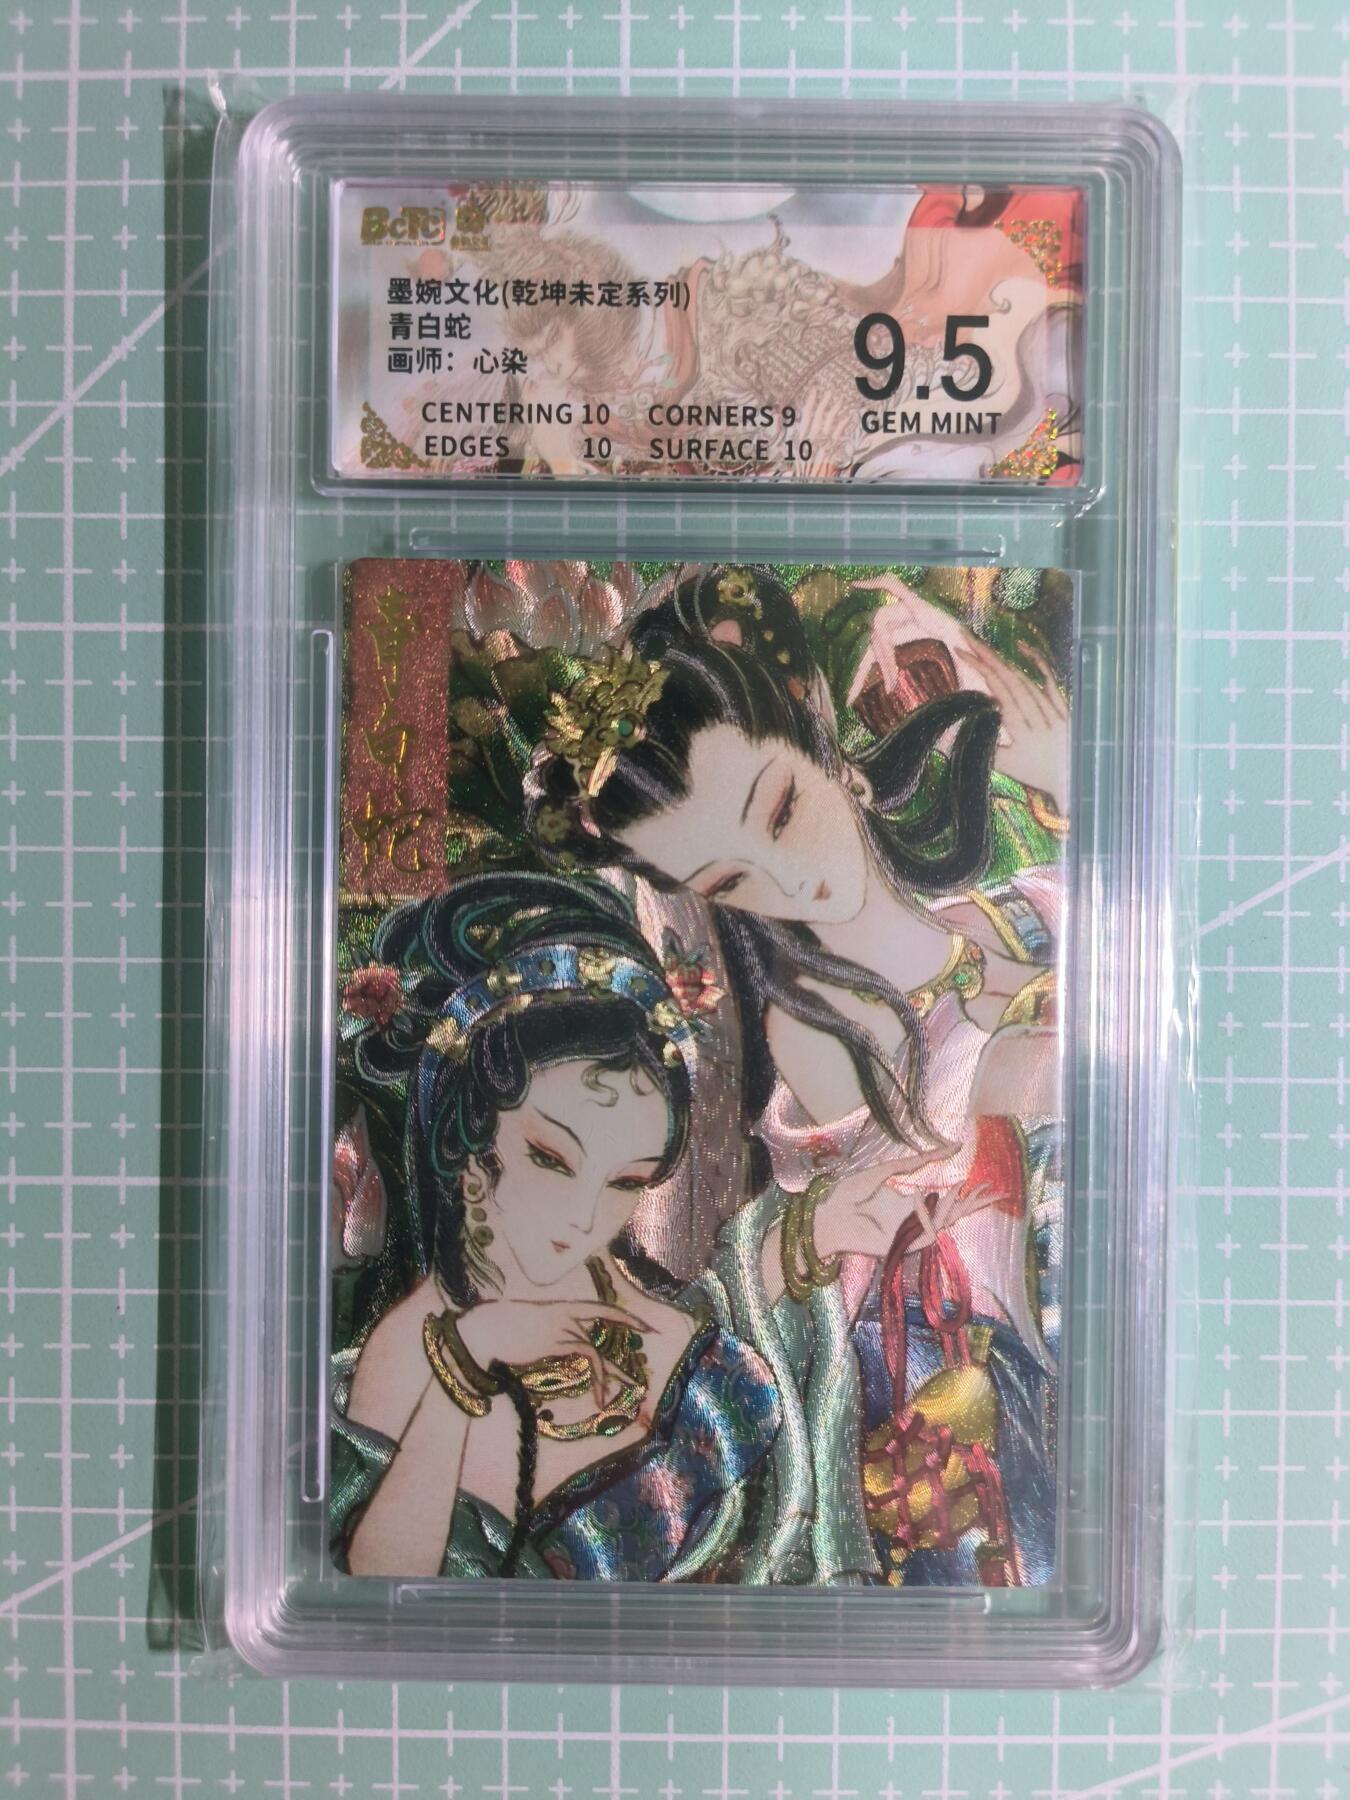 BcTC
墨婉文化(乾坤未定系列)
青白蛇
画师：心染
9.5
GEM MINT
CENTERING 10 CORNERS 9
EDGES 10 SURFACE 10
青白蛇